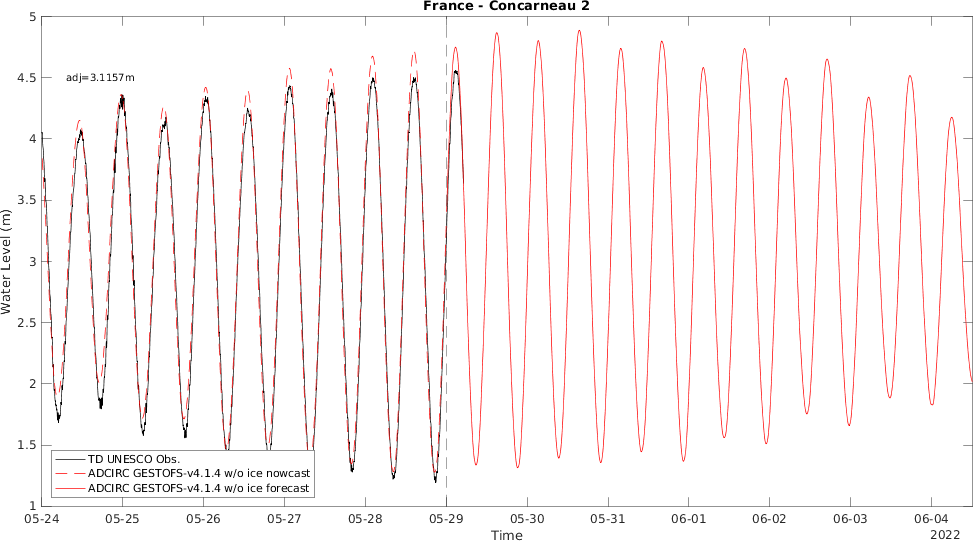 France - Concarneau 2
5
4.5
4
3.5
3
2.5
2
1.5
1
Water Level (m)
adj=3.1157m
TD UNESCO Obs.
ADCIRC GESTOFS-v4.1.4 w/o ice nowcast
ADCIRC GESTOFS-v4.1.4 w/o ice forecast
05-24 05-25 05-26 05-27 05-28 05-29 05-30 05-31 06-01 06-02 06-03 06-04
2022
Time